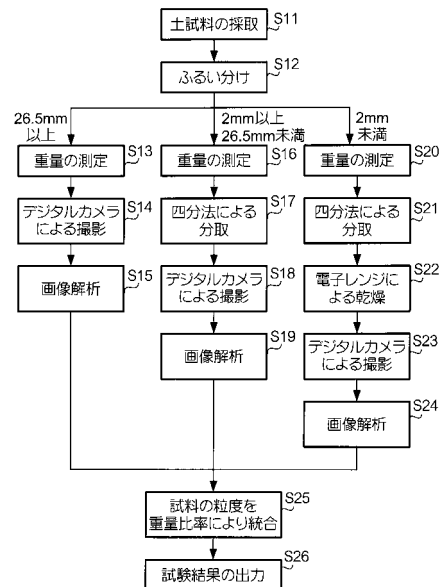 土試料の採取
S11
ふるい分け
S12
26.5mm
以上
2mm以上
26.5mm未満
2mm
未満
重量の測定
S13
デジタルカメラ
による撮影
S14
画像解析
S15
重量の測定
S16
四分法による
分取
S17
デジタルカメラ
による撮影
S18
画像解析
S19
重量の測定
S20
四分法による
分取
S21
電子レンジに
よる乾燥
S22
デジタルカメラ
による撮影
S23
画像解析
S24
試料の粒度を
重量比率により統合
S25
試験結果の出力
S26